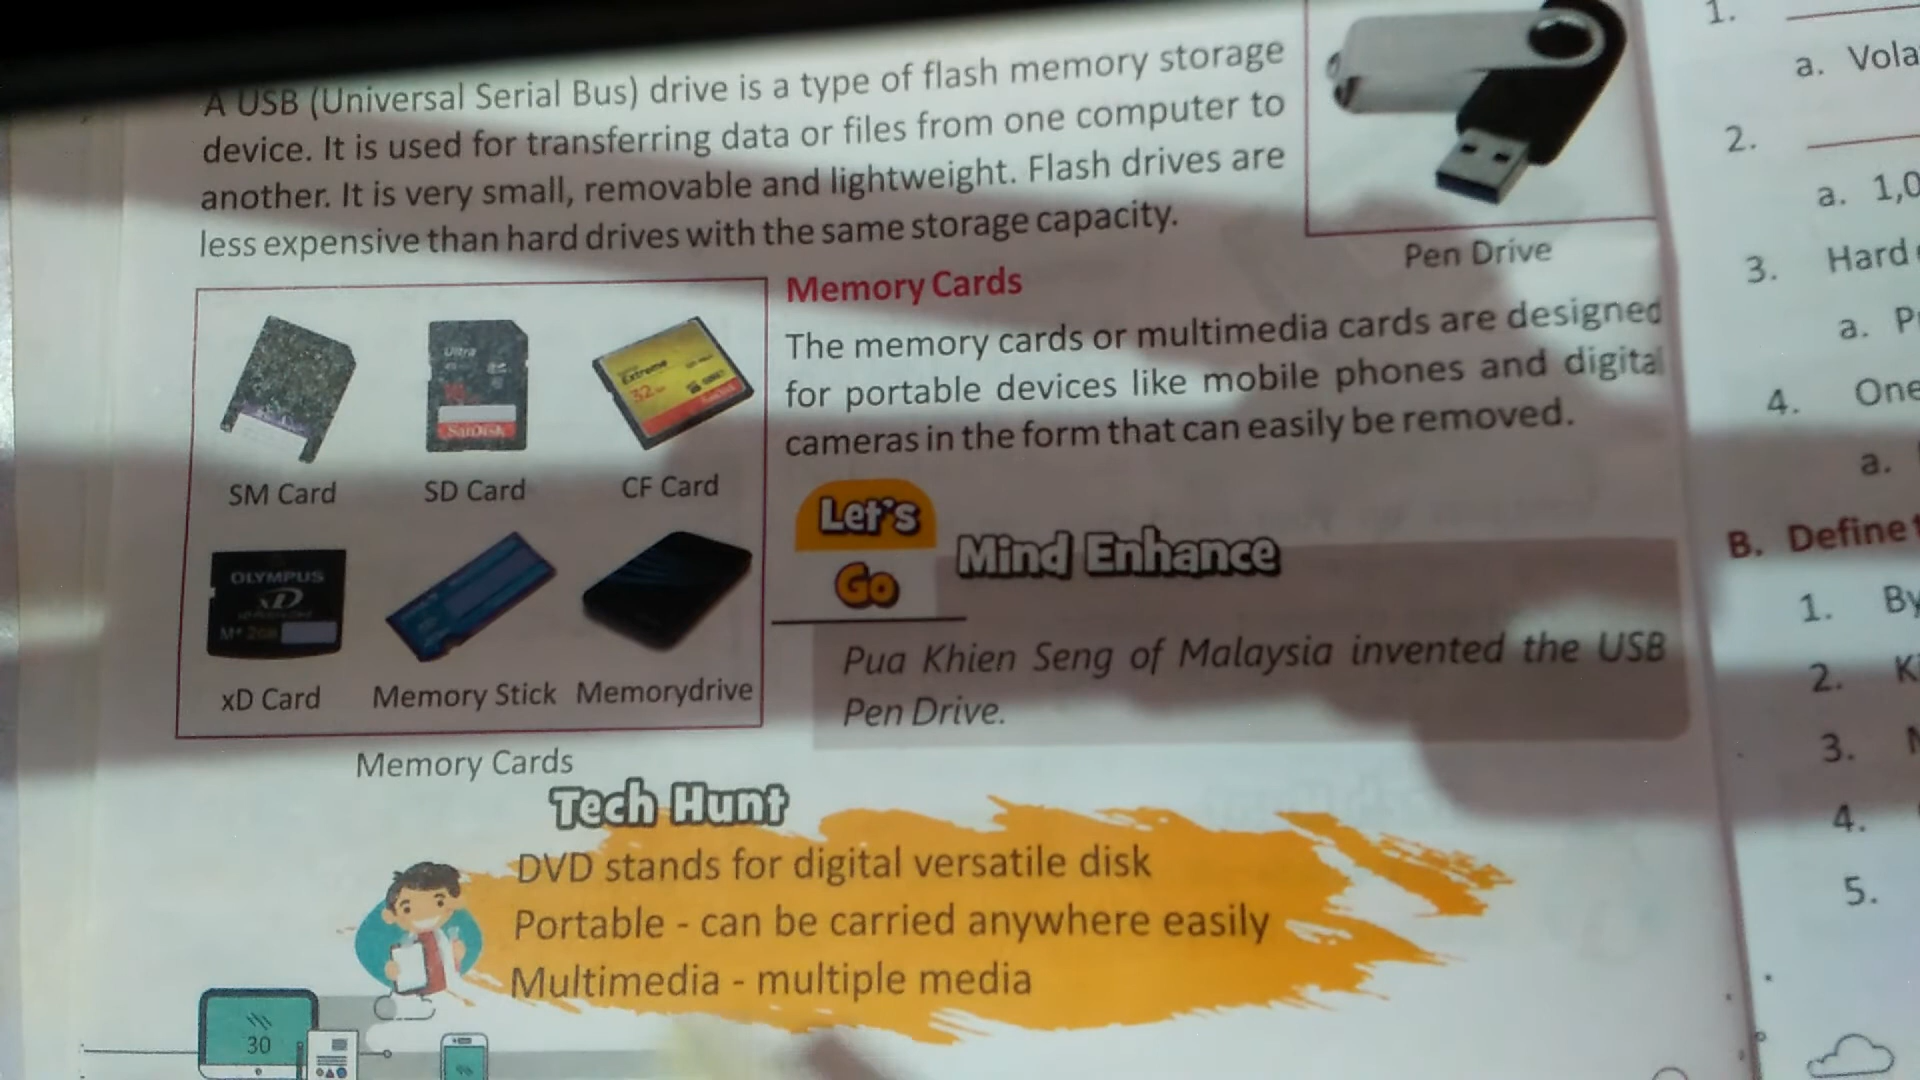 A USB (Universal Serial Bus) drive is a type of flash memory storage
device. It is used for transferring data or files from one computer to
another. It is very small, removable and lightweight. Flash drives are
less expensive than hard drives with the same storage capacity.
Pen Drive
Memory Cards
The memory cards or multimedia cards are designed
for portable devices like mobile phones and digital
cameras in the form that can easily be removed.
Ultra
SanDisk
Extreme
32
SanDisk
SM Card
SD Card
CF Card
OLYMPUS
xD
xD Card
Memory Stick
Memorydrive
Memory Cards
Let's
Go
Mind Enhance
Pua Khien Seng of Malaysia invented the USB
Pen Drive.
Tech Hunt
DVD stands for digital versatile disk
Portable - can be carried anywhere easily
Multimedia - multiple media
30
1.
a. Vola
2.
a. 1,0
3. Hard
a. P
4. One
a.
B. Define
1. By
2. K
3.
4.
5.